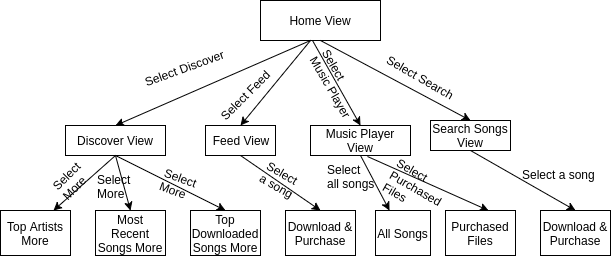 Home View
Select Discover
Select Feed
Select
Music Player
Select Search
Discover View
Feed View
Music Player
View
Search Songs
View
Select
More
Select
More
Select
More
Select
a song
Select
all songs
Select
Purchased
Files
Select a song
Top Artists
More
Most
Recent
Songs More
Top
Downloaded
Songs More
Download &
Purchase
All Songs
Purchased
Files
Download &
Purchase